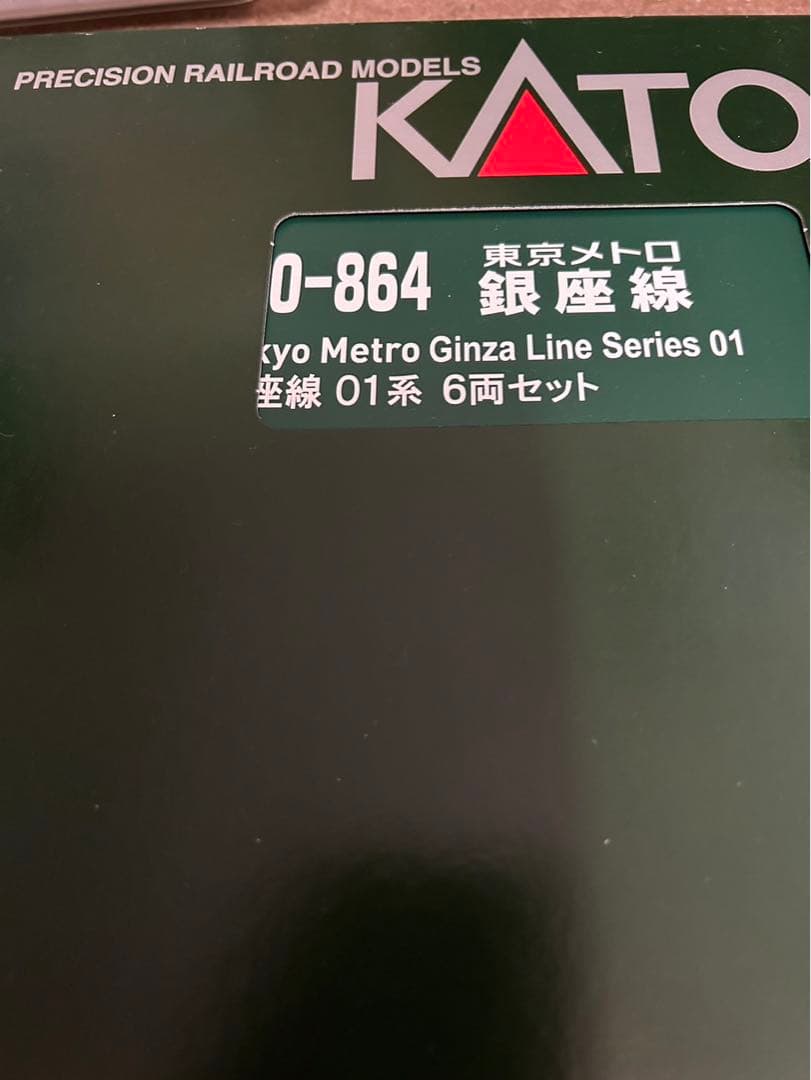 PRECISION RAILROAD MODELS
KATO
0-864
東京メトロ
銀座線
kyo Metro Ginza Line Series 01
座線 01系 6両セット